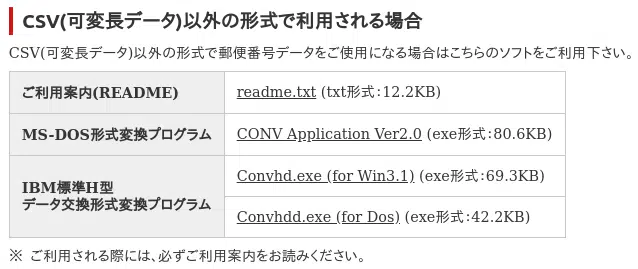 CSV(可変長データ)以外の形式で利用される場合
CSV(可変長データ)以外の形式で郵便番号データをご使用になる場合はこちらのソフトをご利用下さい。
ご利用案内(README)
readme.txt (txt形式：12.2KB)
MS-DOS形式変換プログラム
CONV Application Ver2.0 (exe形式：80.6KB)
IBM標準H型
データ交換形式変換プログラム
Convhd.exe (for Win3.1) (exe形式：69.3KB)
Convhdd.exe (for Dos) (exe形式：42.2KB)
※ ご利用される際には、必ずご利用案内をお読みください。